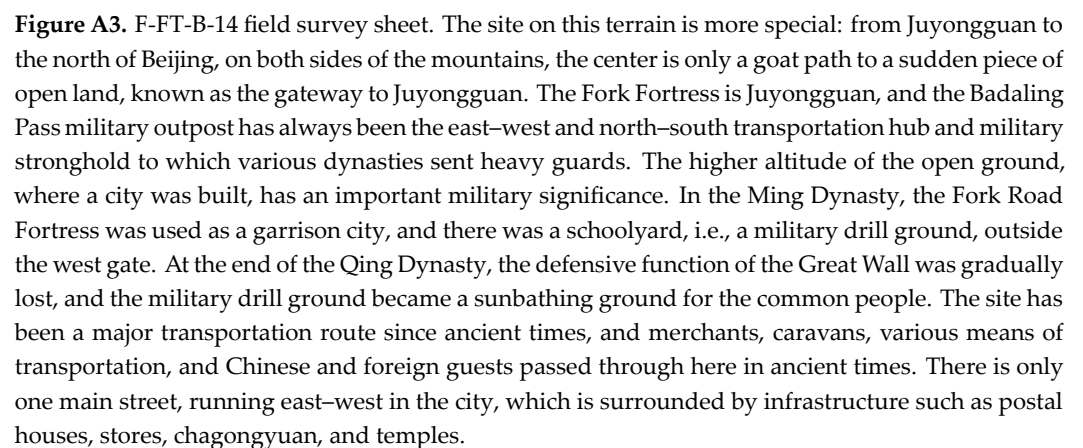 Figure A3. F-FT-B-14 field survey sheet. The site on this terrain is more special: from Juyongguan to
the north of Beijing, on both sides of the mountains, the center is only a goat path to a sudden piece of
open land, known as the gateway to Juyongguan. The Fork Fortress is Juyongguan, and the Badaling
Pass military outpost has always been the east–west and north–south transportation hub and military
stronghold to which various dynasties sent heavy guards. The higher altitude of the open ground,
where a city was built, has an important military significance. In the Ming Dynasty, the Fork Road
Fortress was used as a garrison city, and there was a schoolyard, i.e., a military drill ground, outside
the west gate. At the end of the Qing Dynasty, the defensive function of the Great Wall was gradually
lost, and the military drill ground became a sunbathing ground for the common people. The site has
been a major transportation route since ancient times, and merchants, caravans, various means of
transportation, and Chinese and foreign guests passed through here in ancient times. There is only
one main street, running east–west in the city, which is surrounded by infrastructure such as postal
houses, stores, chagongyuan, and temples.